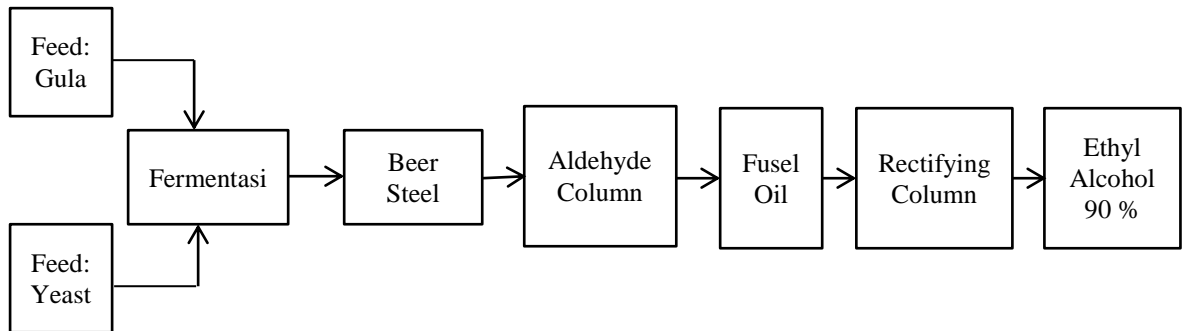 Feed:
Gula
Fermentasi
Feed:
Yeast
Beer
Steel
Aldehyde
Column
Fusel
Oil
Rectifying
Column
Ethyl
Alcohol
90 %